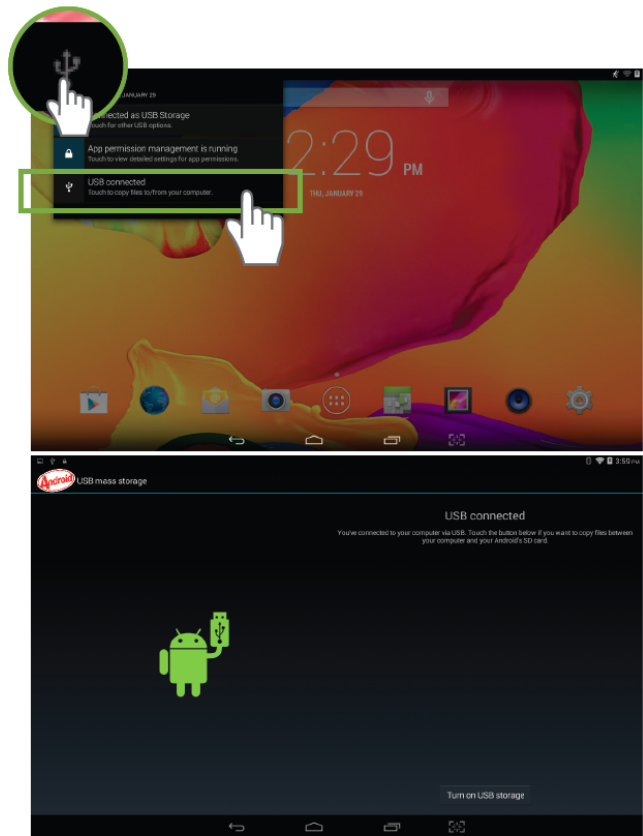 JANUARY 29
Connected as USB Storage
Touch for other USB options.
App permission management is running
Touch to view detailed settings for app permissions.
USB connected
Touch to copy files to/from your computer.
2:29 PM
THU, JANUARY 29
3:50 PM
Android
USB mass storage
USB connected
You've connected to your computer via USB. Touch the button below if you want to copy files between
your computer and your Android's SD card.
Turn on USB storage